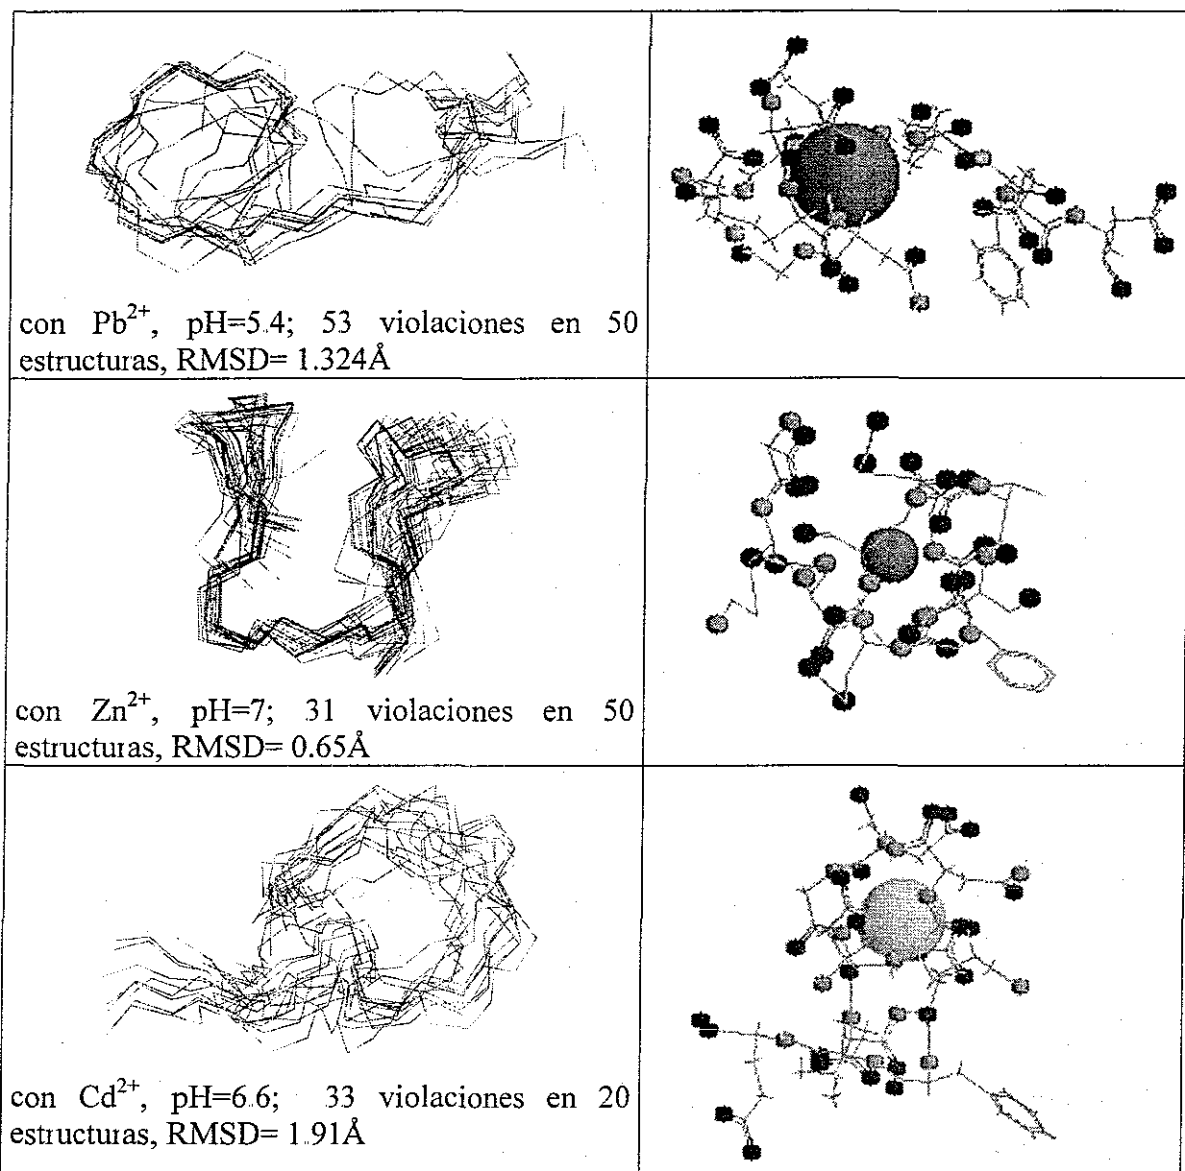 con Pb²⁺, pH=5.4; 53 violaciones en 50
estructuras, RMSD= 1.324Å
con Zn²⁺, pH=7; 31 violaciones en 50
estructuras, RMSD= 0.65Å
con Cd²⁺, pH=6.6; 33 violaciones en 20
estructuras, RMSD= 1.91Å